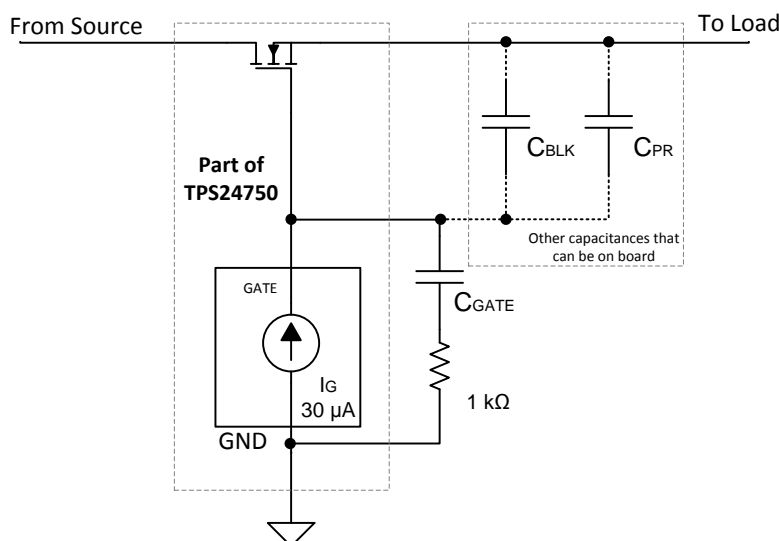 From Source
To Load
Part of
TPS24750
CBLK
CPR
Other capacitances that
can be on board
GATE
CGATE
IG
30 µA
1 kΩ
GND